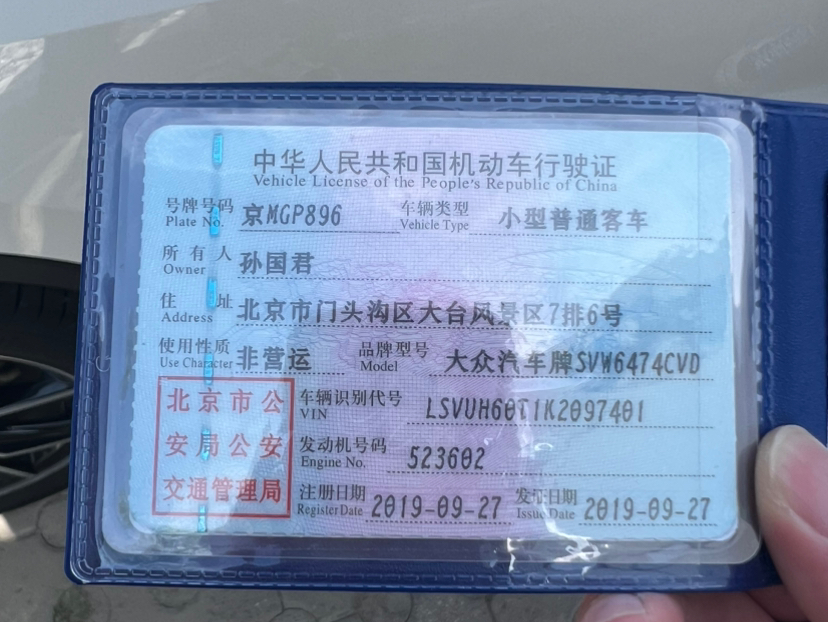 中华人民共和国机动车行驶证
Vehicle License of the People's Republic of China
号牌号码 京MGP896 车辆类型 小型普通客车
Plate No. Vehicle Type
所有人 孙国君
Owner
住址 北京市门头沟区大台风景区7排6号
Address
使用性质 非营运 品牌型号 大众汽车牌SVW6474CVD
Use Character Model
北京市公 车辆识别代号 LSVUH60T1K2097401
VIN
安局公安 发动机号码 523602
Engine No.
交通管理局 注册日期 2019-09-27 发证日期 2019-09-27
Register Date Issue Date